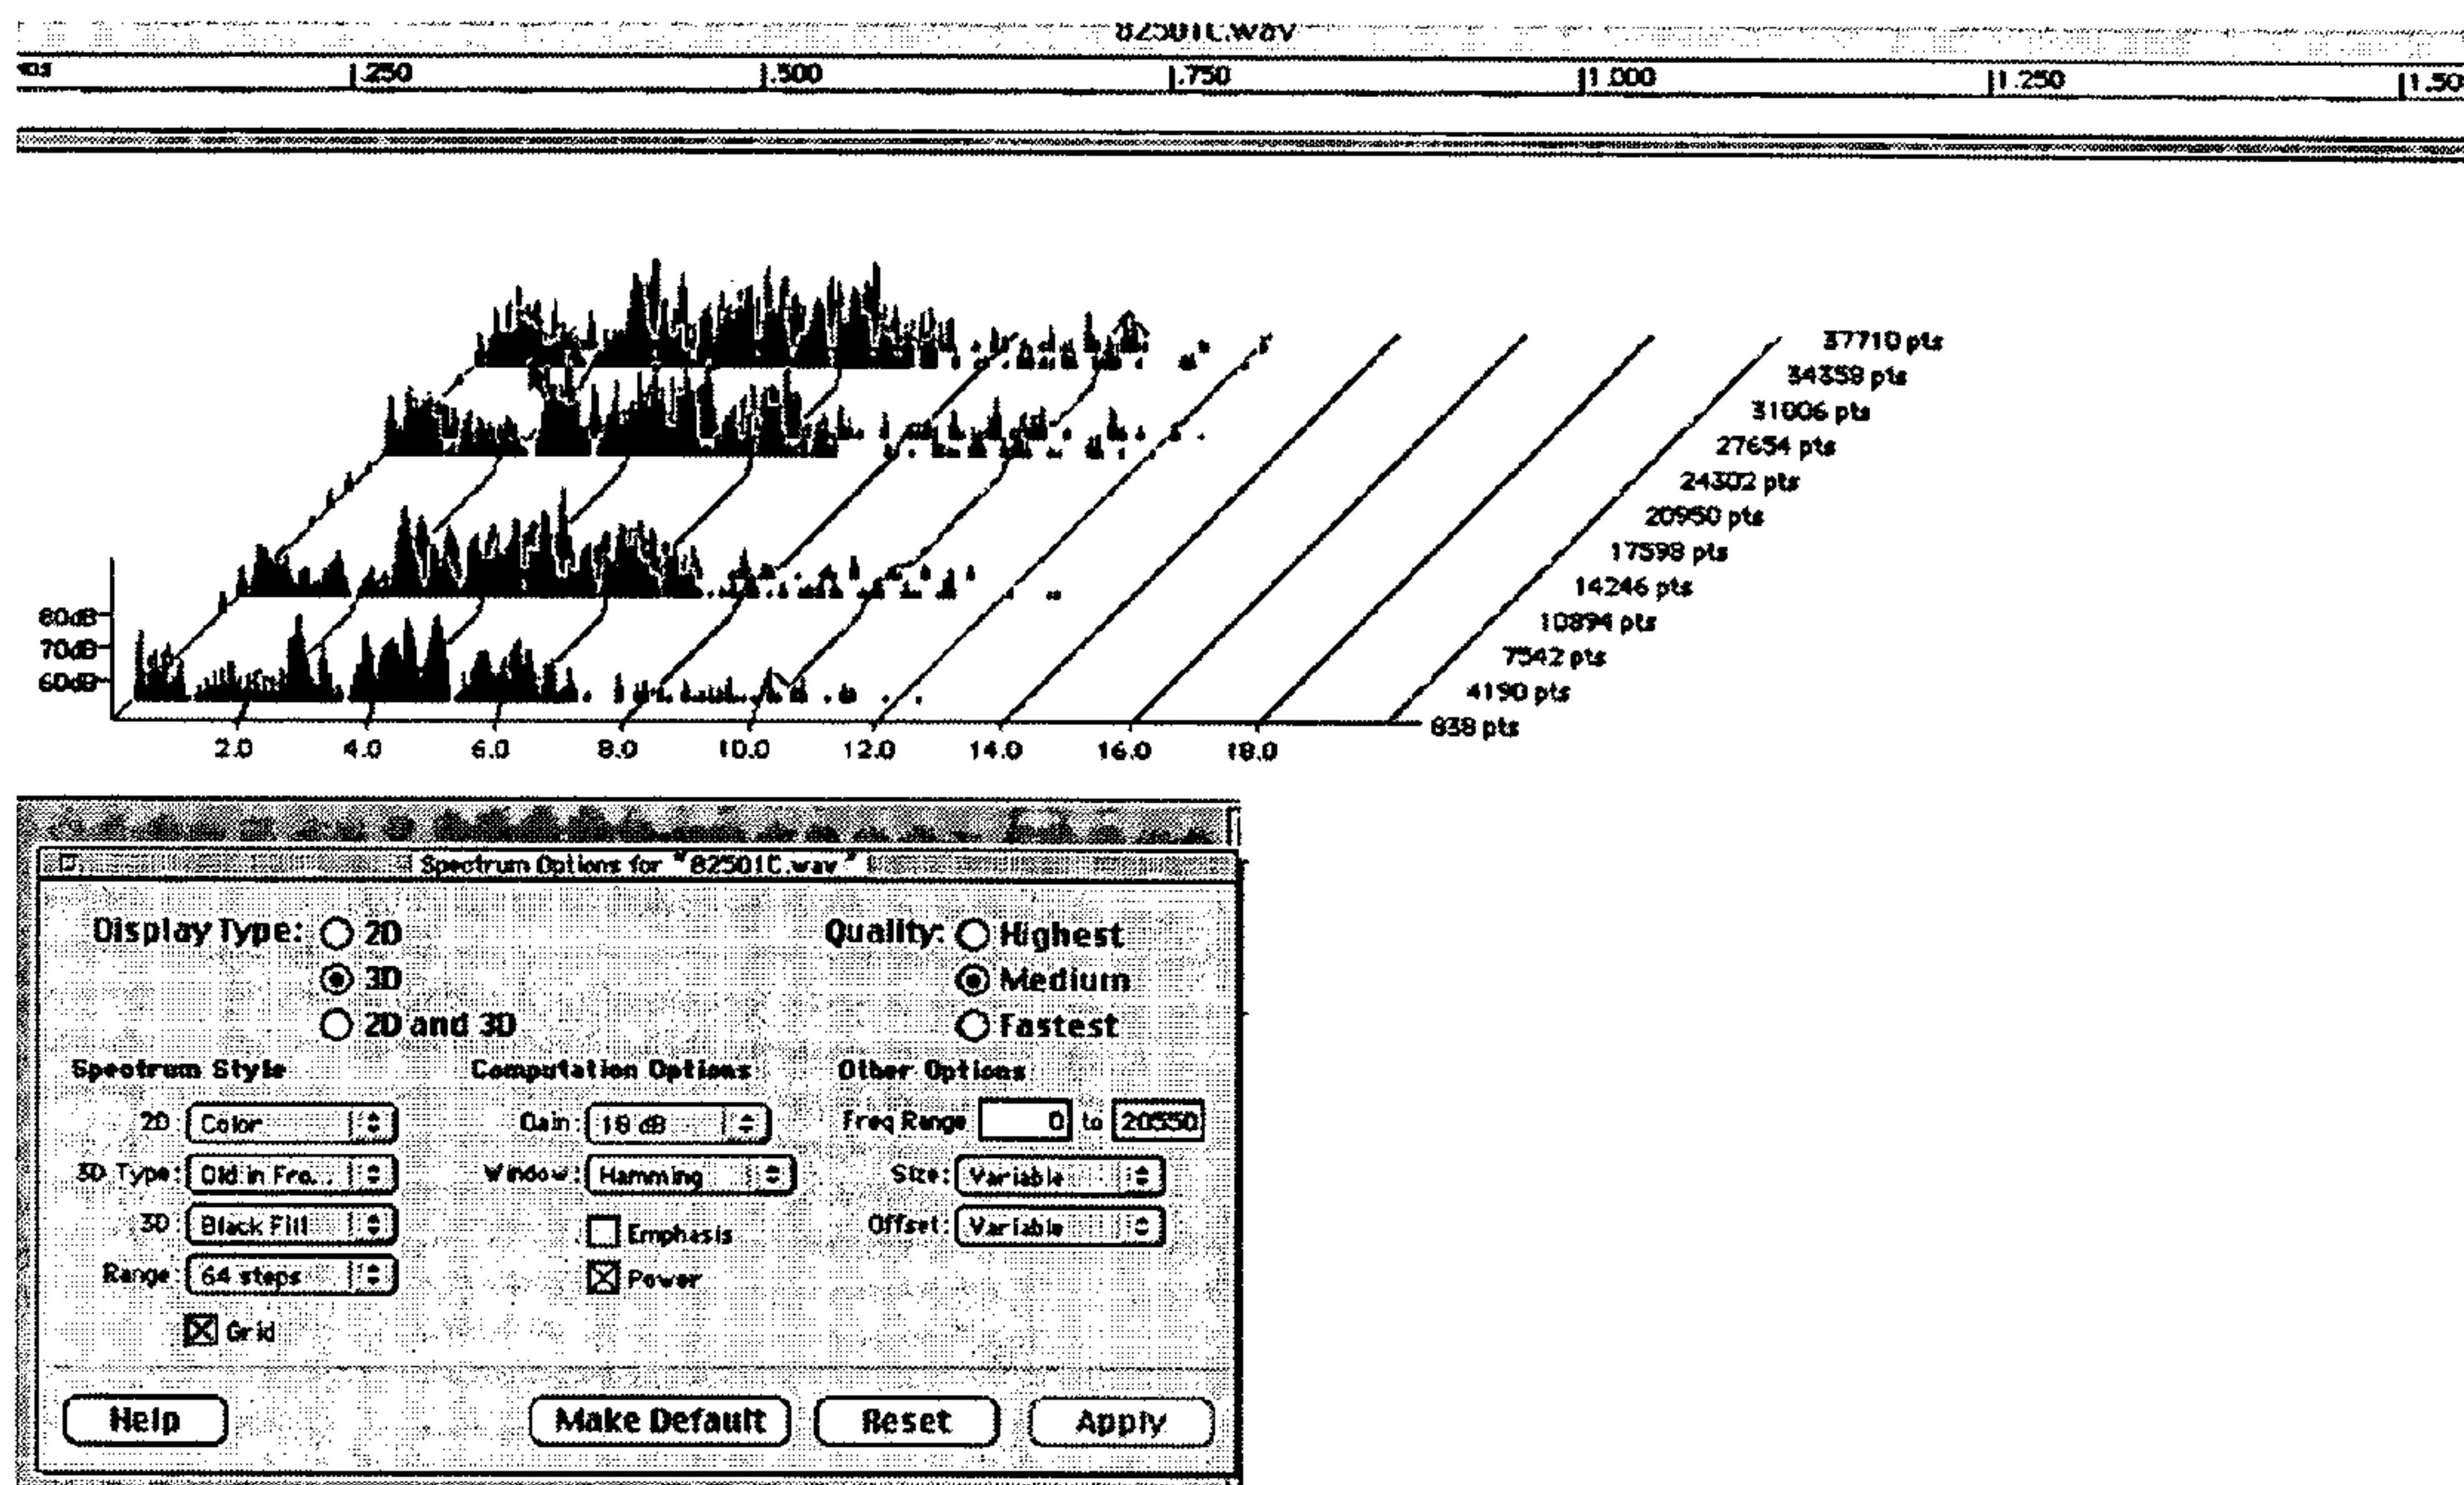 82501C.wav
.250 .500 .750 1.000 1.250
37710 pts
34358 pts
31006 pts
27654 pts
24302 pts
20950 pts
17598 pts
14246 pts
10894 pts
7542 pts
4190 pts
838 pts
80dB
70dB
60dB
2.0 4.0 6.0 8.0 10.0 12.0 14.0 16.0 18.0
Spectrum Options for "82501C.wav"
Display Type: 2D
3D
2D and 3D
Quality: Highest
Medium
Fastest
Spectrum Style
2D: Color
3D Type: Old in Fro...
3D: Black Fill
Range: 64 steps
Grid
Computation Options
Gain: 18 dB
Window: Hamming
Emphasis
Power
Other Options
Freq Range 0 to 20550
Size: Variable
Offset: Variable
Help Make Default Reset Apply